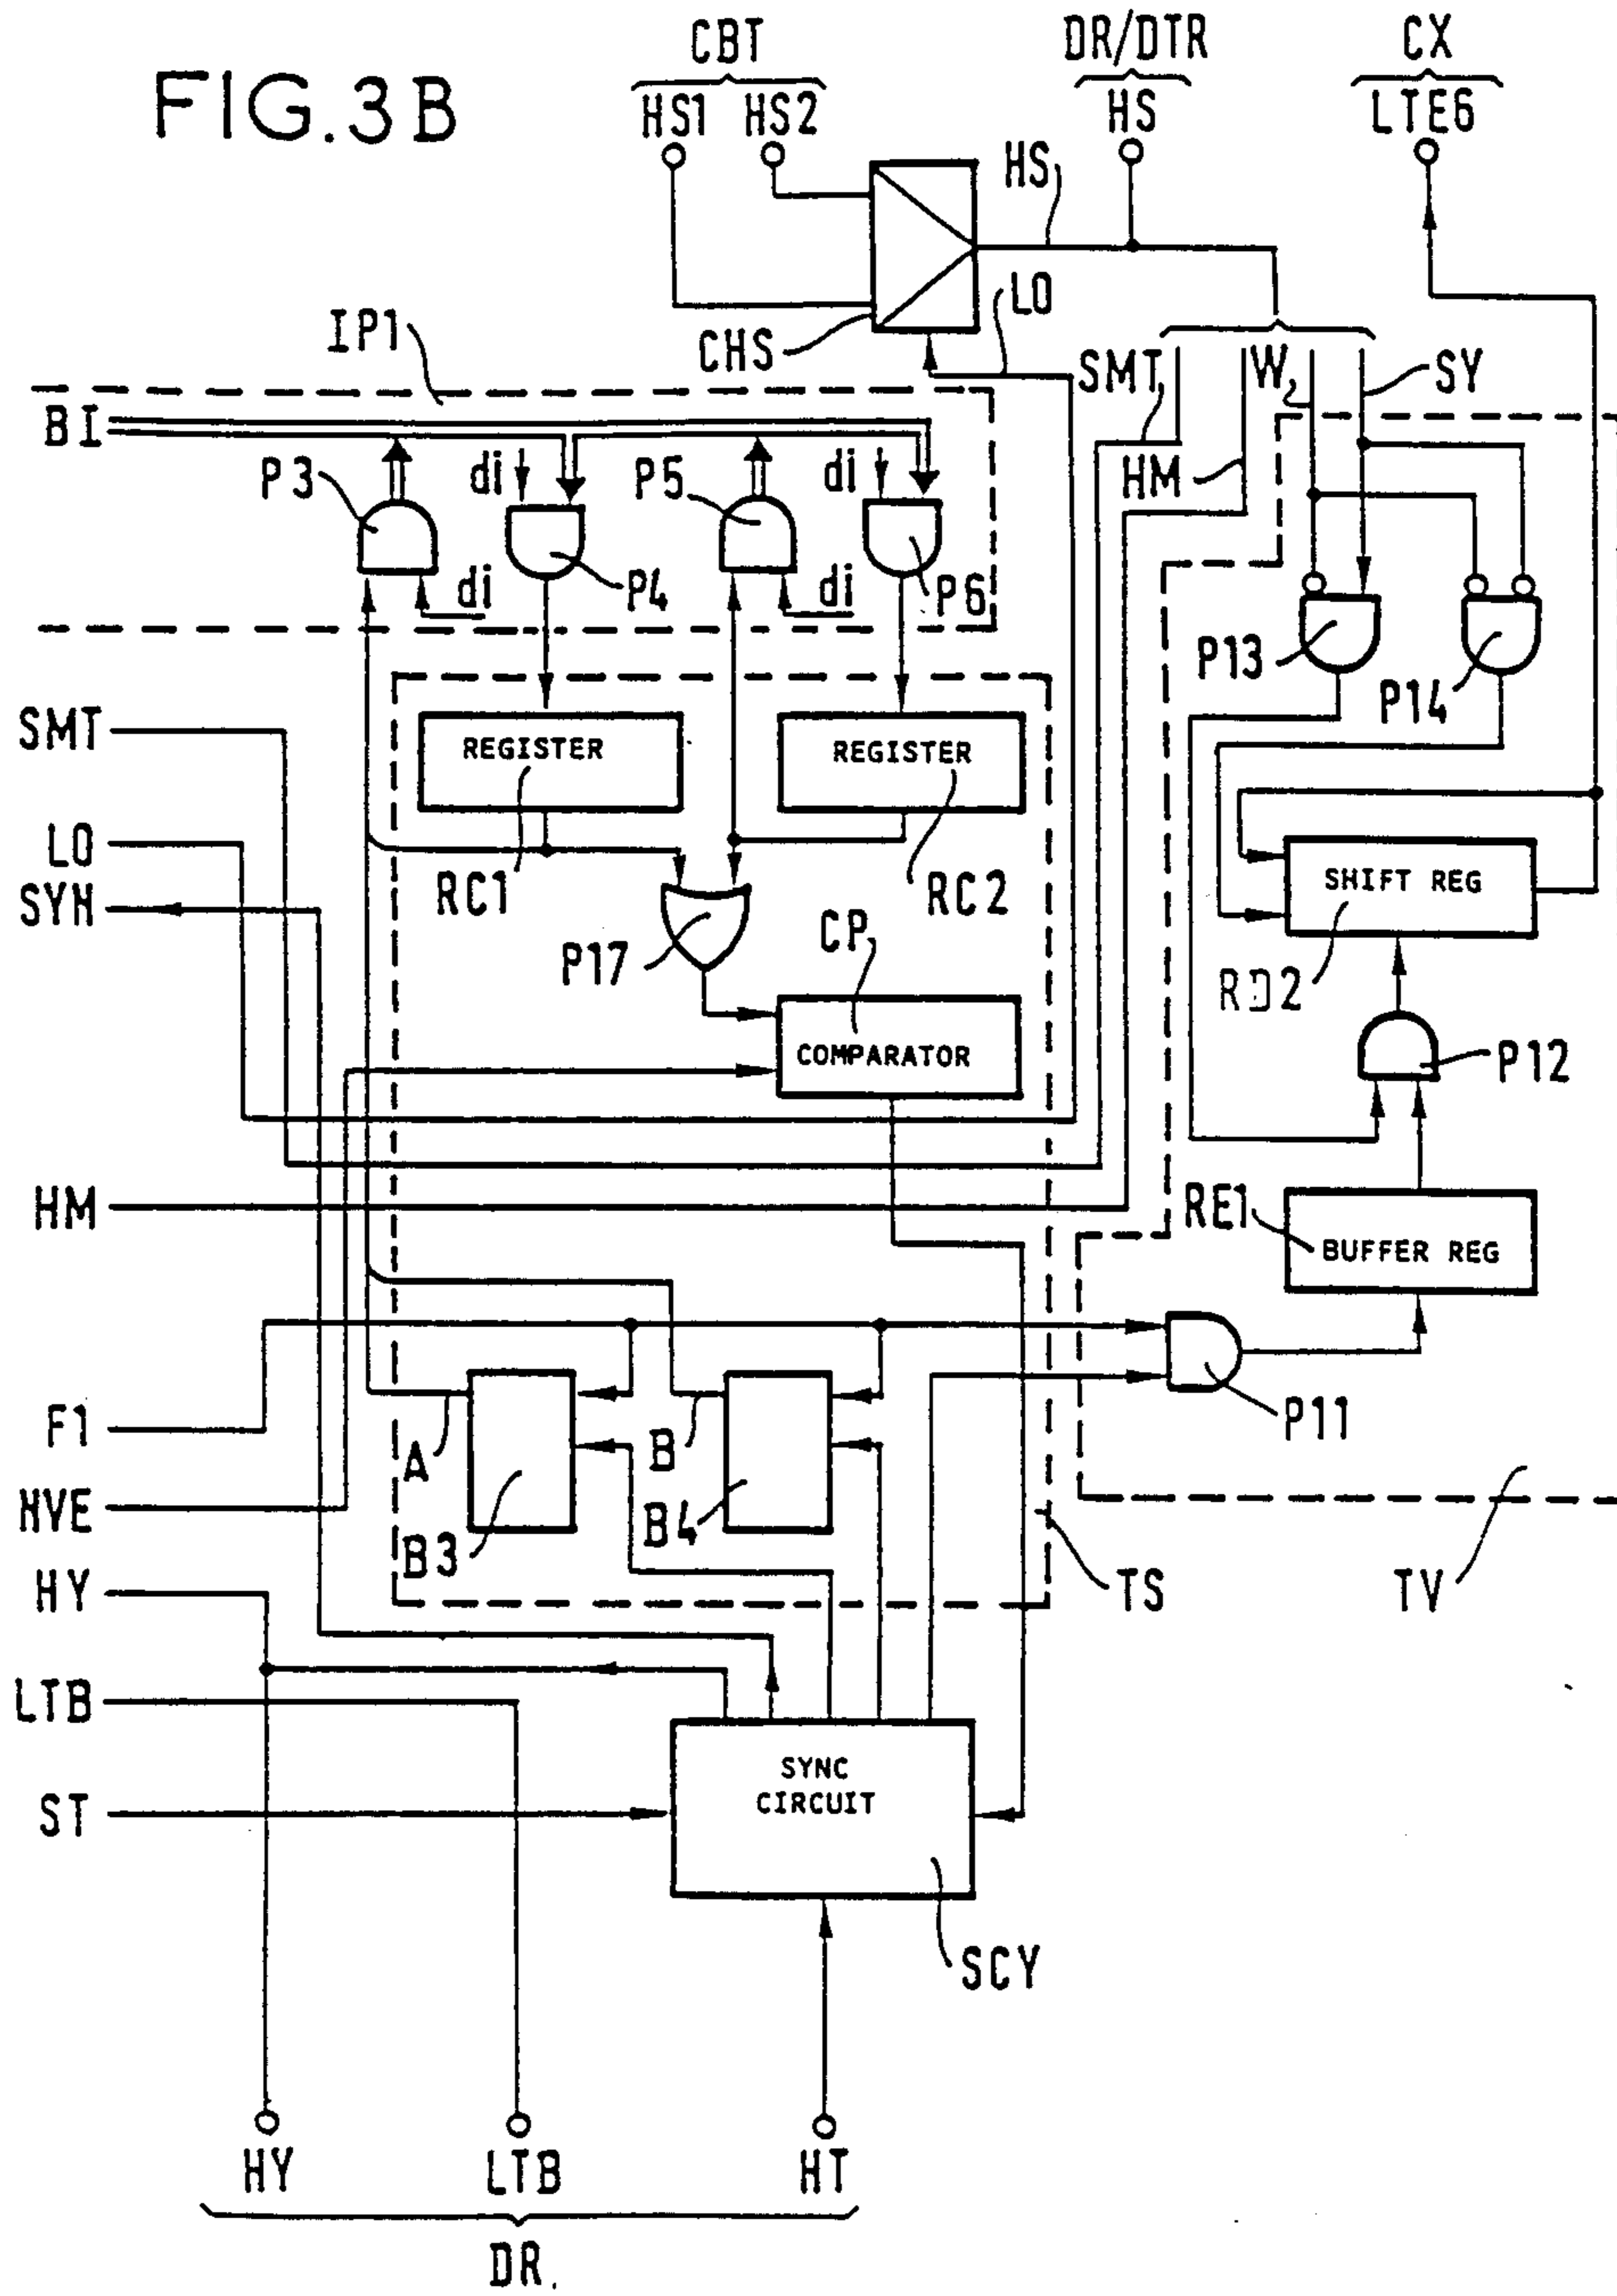 FIG.3B
CBT
DR/DTR
CX
HS1 HS2
HS
LTE6
HS
LO
IP1
CHS
SMT
W
SY
BI
P3
di
P5
di
HM
di
P4
di
P6
P13
P14
SMT
REGISTER
REGISTER
LO
RC1
RC2
SHIFT REG
SYN
P17
CP
RD2
COMPARATOR
P12
HM
RE1
BUFFER REG
F1
A
B
P11
HVE
B3
B4
HY
TS
TV
LTB
SYNC
CIRCUIT
ST
SCY
HY
LTB
HT
DR